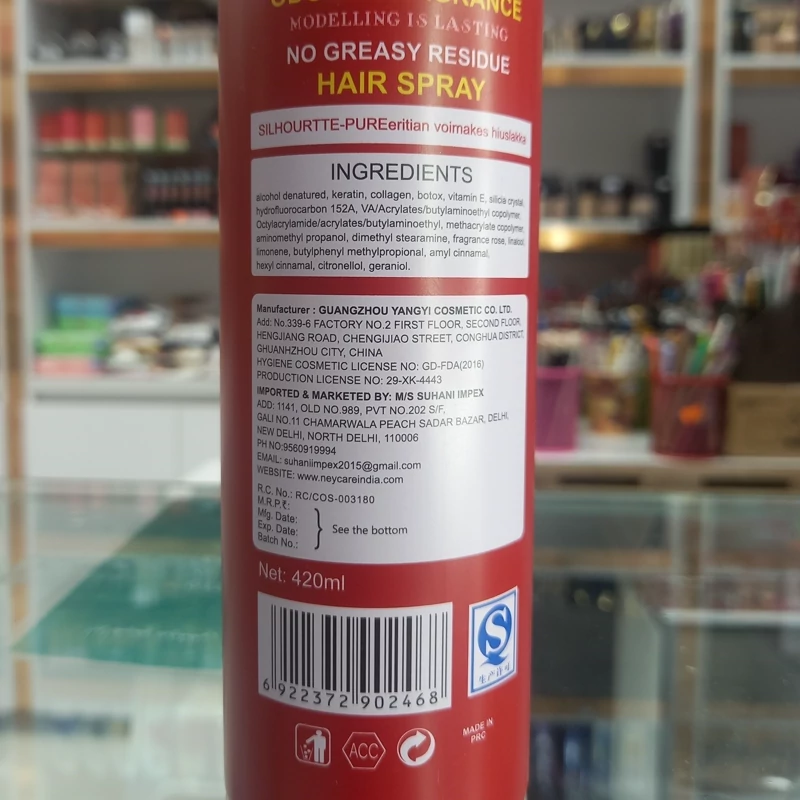 MODELLING IS LASTING
NO GREASY RESIDUE
HAIR SPRAY
SILHOURTTE-PUREeritian voimakes hiuslakka
INGREDIENTS
alcohol denatured, keratin, collagen, botox, vitamin E, silicia crystal,
hydrofluorocarbon 152A, VA/Acrylates/butylaminoethyl copolymer,
Octylacrylamide/acrylates/butylaminoethyl, methacrylate copolymer,
aminomethyl propanol, dimethyl stearamine, fragrance rose, linalool,
limonene, butylphenyl methylpropional, amyl cinnamal,
hexyl cinnamal, citronellol, geraniol.
Manufacturer : GUANGZHOU YANGYI COSMETIC CO. LTD.
Add: No.339-6 FACTORY NO.2 FIRST FLOOR, SECOND FLOOR,
HENGJIANG ROAD, CHENGIJIAO STREET, CONGHUA DISTRICT,
GHUANHZHOU CITY, CHINA
HYGIENE COSMETIC LICENSE NO: GD-FDA(2016)
PRODUCTION LICENSE NO: 29-XK-4443
IMPORTED & MARKETED BY: M/S SUHANI IMPEX
ADD: 1141, OLD NO.989, PVT NO.202 S/F,
GALI NO.11 CHAMARWALA PEACH SADAR BAZAR, DELHI,
NEW DELHI, NORTH DELHI, 110006
PH NO:9560919994
EMAIL: suhaniimpex2015@gmail.com
WEBSITE: www.neycareindia.com
R.C. No.: RC/COS-003180
M.R.P.₹:
Mfg. Date:
Exp. Date:
Batch No.:
See the bottom
Net: 420ml
6 922372 902468
生产许可
ACC
MADE IN
PRC